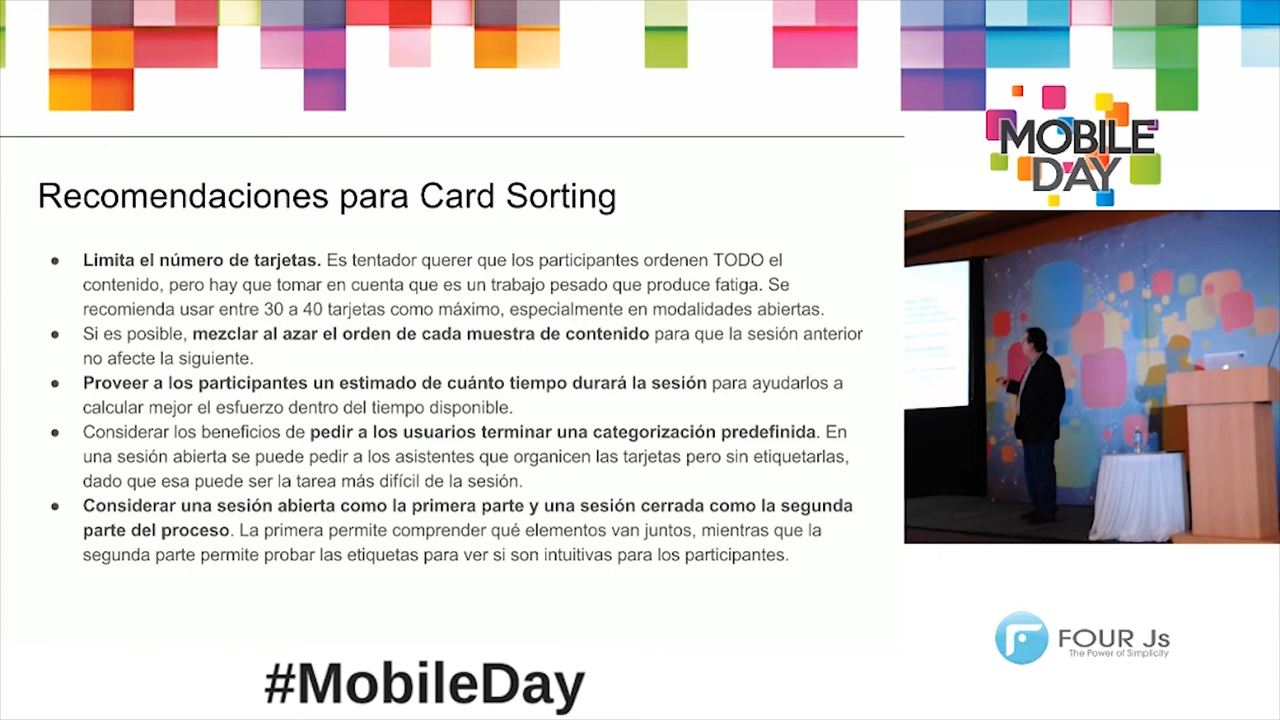 MOBILE
DAY
Recomendaciones para Card Sorting
● Limita el número de tarjetas. Es tentador querer que los participantes ordenen TODO el
contenido, pero hay que tomar en cuenta que es un trabajo pesado que produce fatiga. Se
recomienda usar entre 30 a 40 tarjetas como máximo, especialmente en modalidades abiertas.
● Si es posible, mezclar al azar el orden de cada muestra de contenido para que la sesión anterior
no afecte la siguiente.
● Proveer a los participantes un estimado de cuánto tiempo durará la sesión para ayudarlos a
calcular mejor el esfuerzo dentro del tiempo disponible.
● Considerar los beneficios de pedir a los usuarios terminar una categorización predefinida. En
una sesión abierta se puede pedir a los asistentes que organicen las tarjetas pero sin etiquetarlas,
dado que esa puede ser la tarea más difícil de la sesión.
● Considerar una sesión abierta como la primera parte y una sesión cerrada como la segunda
parte del proceso. La primera permite comprender qué elementos van juntos, mientras que la
segunda parte permite probar las etiquetas para ver si son intuitivas para los participantes.
FOUR Js
The Power of Simplicity
#MobileDay